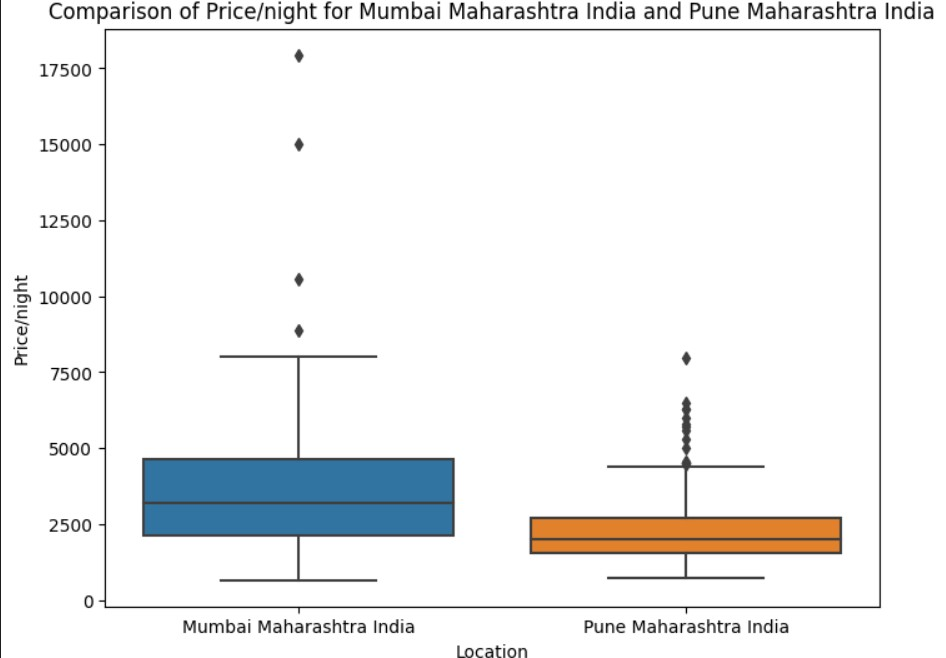 Comparison of Price/night for Mumbai Maharashtra India and Pune Maharashtra India
17500
15000
12500
10000
7500
5000
2500
0
Price/night
Mumbai Maharashtra India
Pune Maharashtra India
Location